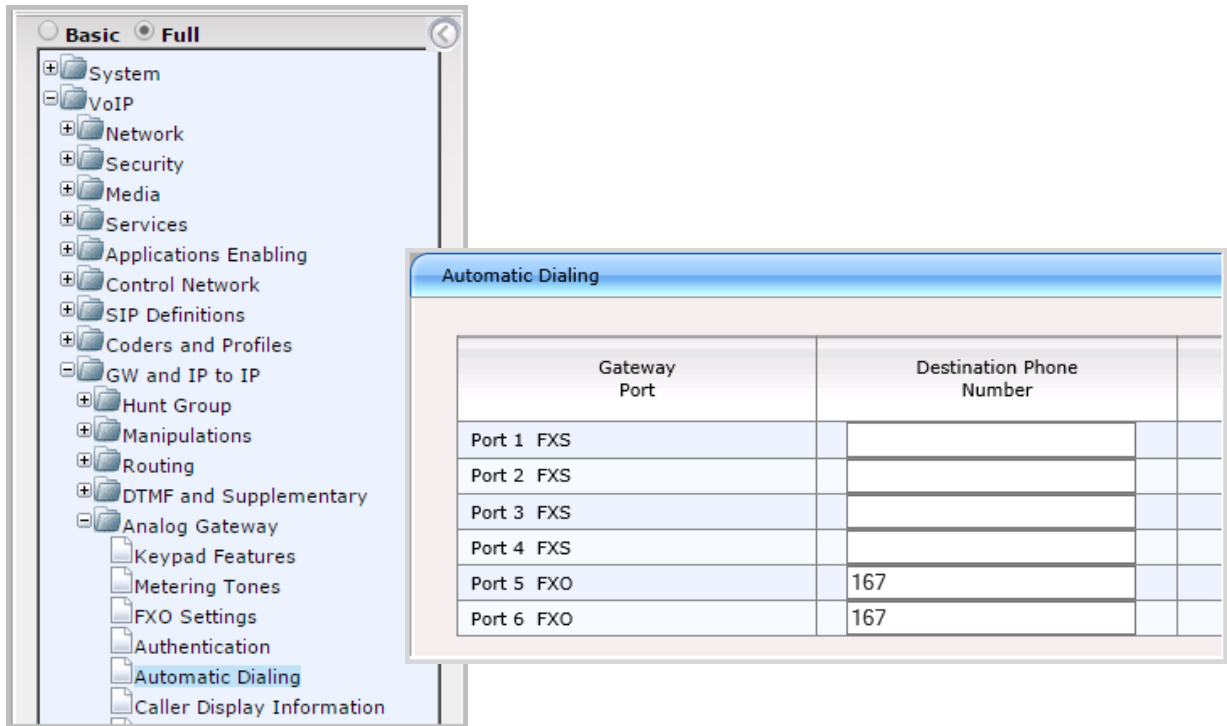 Basic Full
System
VoIP
Network
Security
Media
Services
Applications Enabling
Control Network
SIP Definitions
Coders and Profiles
GW and IP to IP
Hunt Group
Manipulations
Routing
DTMF and Supplementary
Analog Gateway
Keypad Features
Metering Tones
FXO Settings
Authentication
Automatic Dialing
Caller Display Information
Automatic Dialing
Gateway Port
Destination Phone Number
Port 1 FXS
Port 2 FXS
Port 3 FXS
Port 4 FXS
Port 5 FXO 167
Port 6 FXO 167